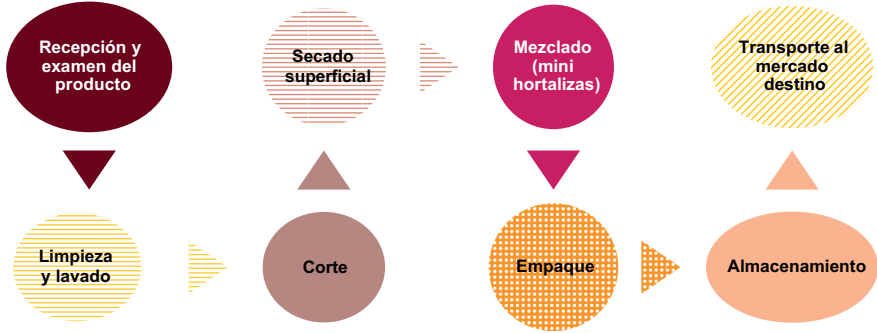 Recepción y
examen del
producto
Limpieza
y lavado
Corte
Secado
superficial
Mezclado
(mini
hortalizas)
Empaque
Almacenamiento
Transporte al
mercado
destino